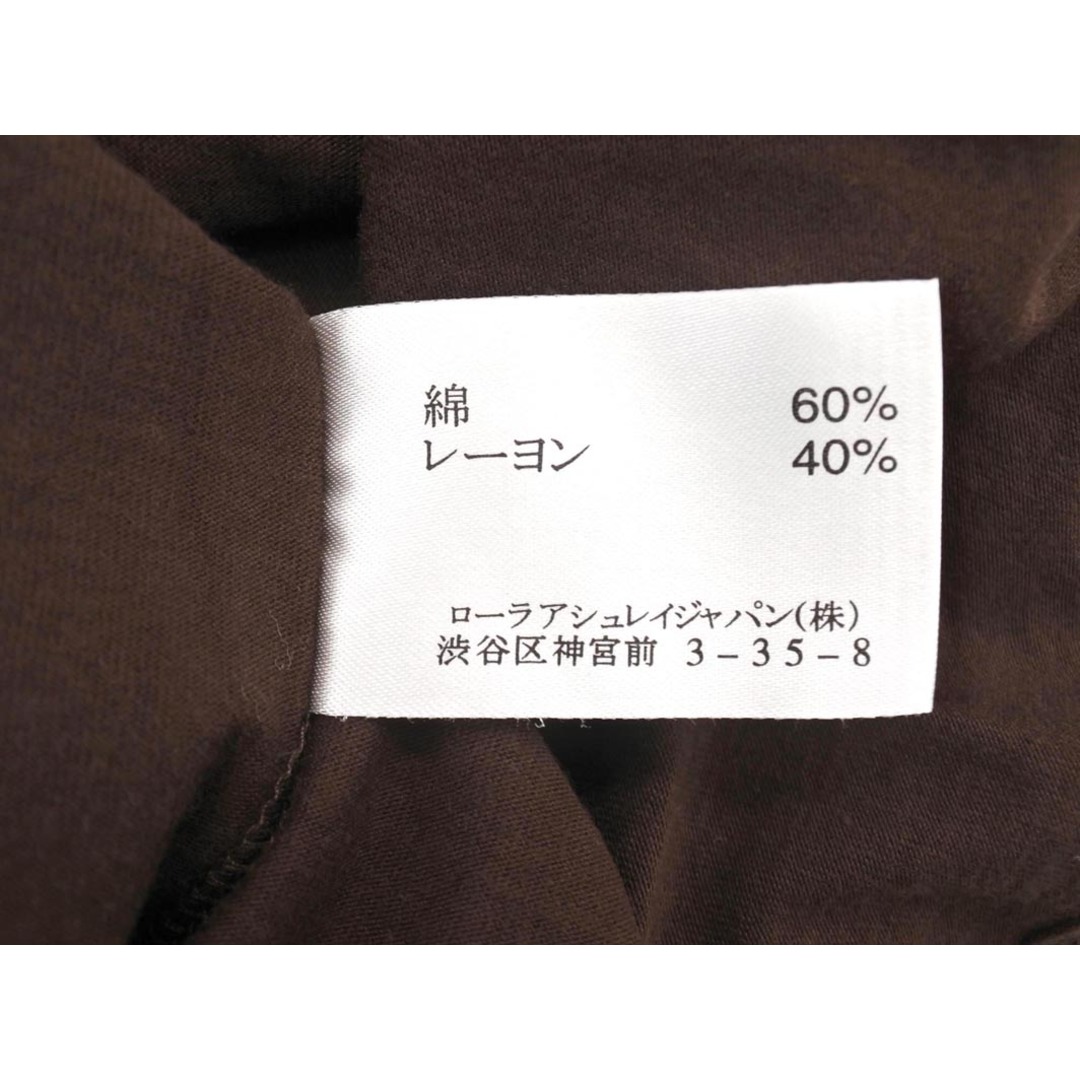 綿 60%
レーヨン 40%
ローラアシュレイジャパン(株)
渋谷区神宮前 3-35-8